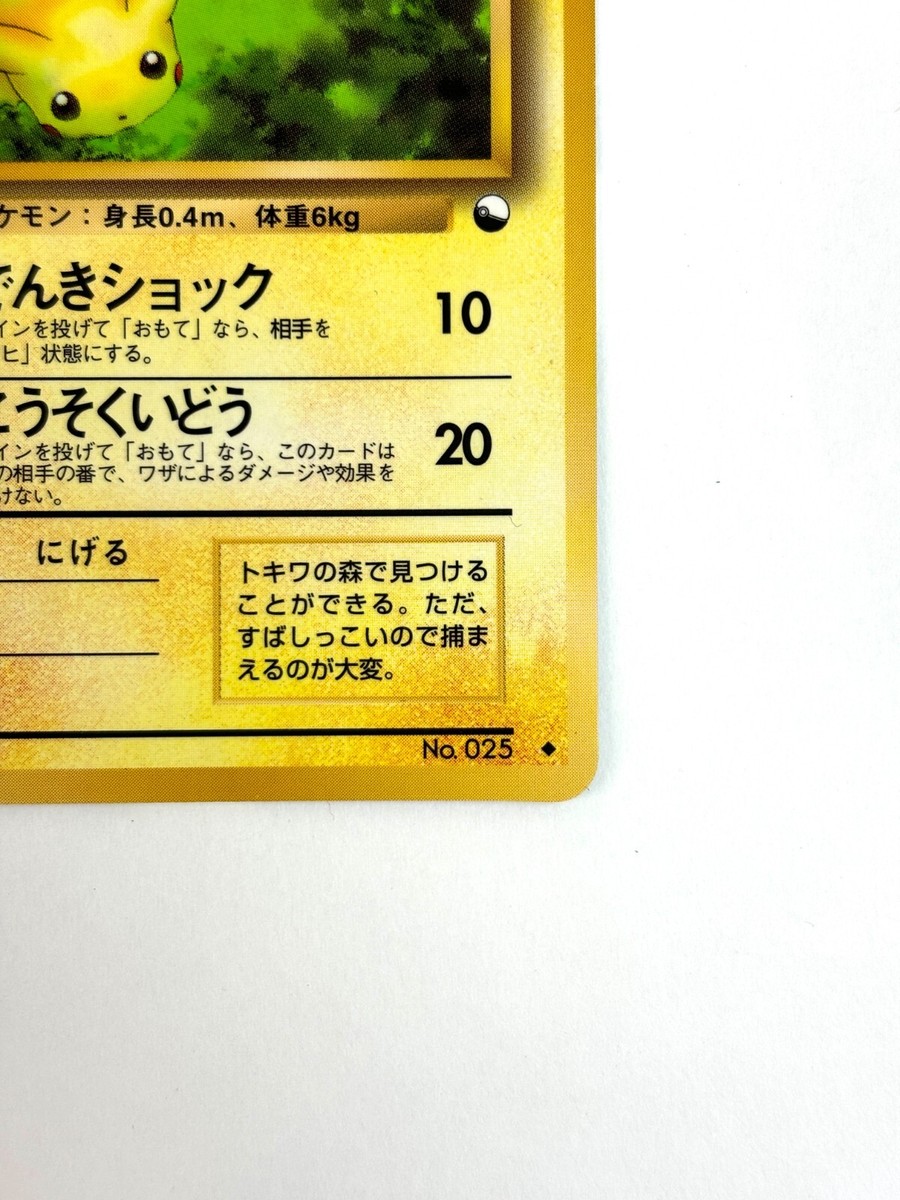 ケモン：身長0.4m、体重6kg
でんきショック 10
インを投げて「おもて」なら、相手を
ヒ」状態にする。
こうそくいどう 20
インを投げて「おもて」なら、このカードは
の相手の番で、ワザによるダメージや効果を
けない。
にげる
トキワの森で見つける
ことができる。ただ、
すばしっこいので捕ま
えるのが大変。
No. 025 ◆